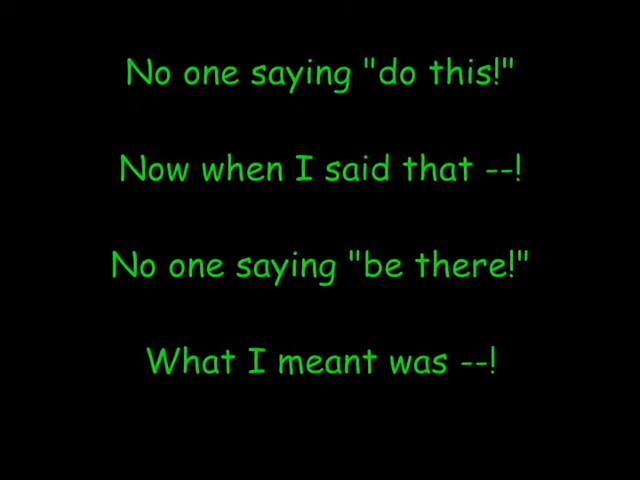 No one saying "do this!"
Now when I said that --!
No one saying "be there!"
What I meant was --!